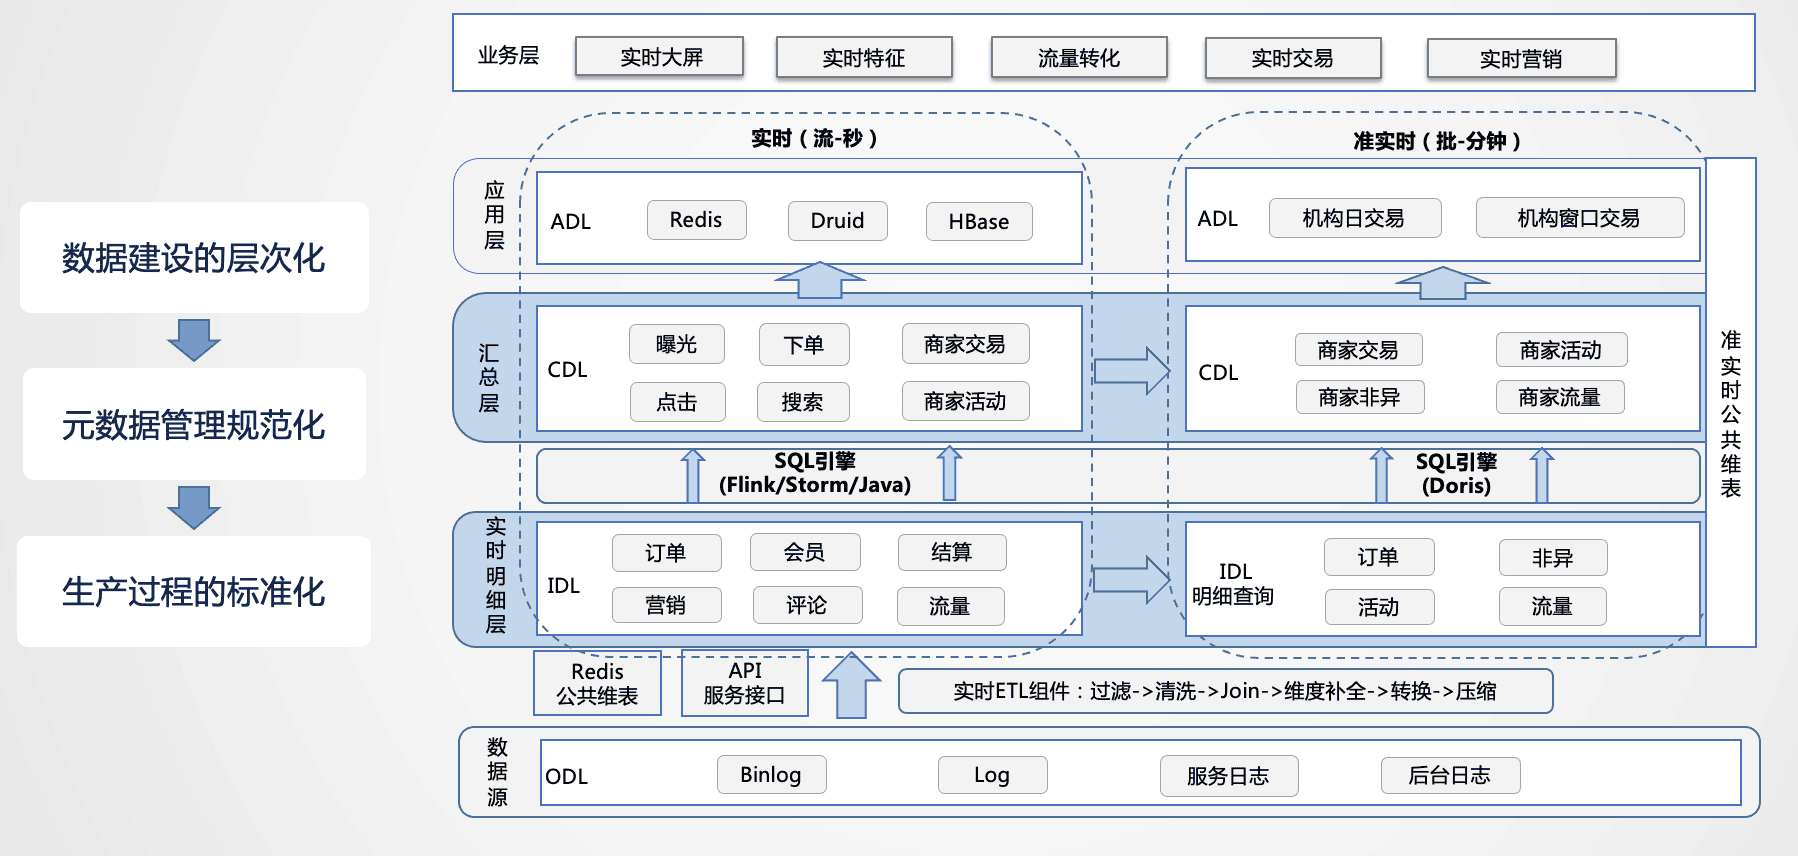 数据建设的层次化
元数据管理规范化
生产过程的标准化
业务层
实时大屏
实时特征
流量转化
实时交易
实时营销
实时（流-秒）
准实时（批-分钟）
应用层
ADL
Redis
Druid
HBase
ADL
机构日交易
机构窗口交易
汇总层
CDL
曝光
下单
商家交易
点击
搜索
商家活动
CDL
商家交易
商家活动
商家非异
商家流量
SQL引擎
(Flink/Storm/Java)
SQL引擎
(Doris)
实时明细层
IDL
订单
会员
结算
营销
评论
流量
IDL
明细查询
订单
非异
活动
流量
准实时公共维表
Redis
公共维表
API
服务接口
实时ETL组件：过滤->清洗->Join->维度补全->转换->压缩
数据源
ODL
Binlog
Log
服务日志
后台日志